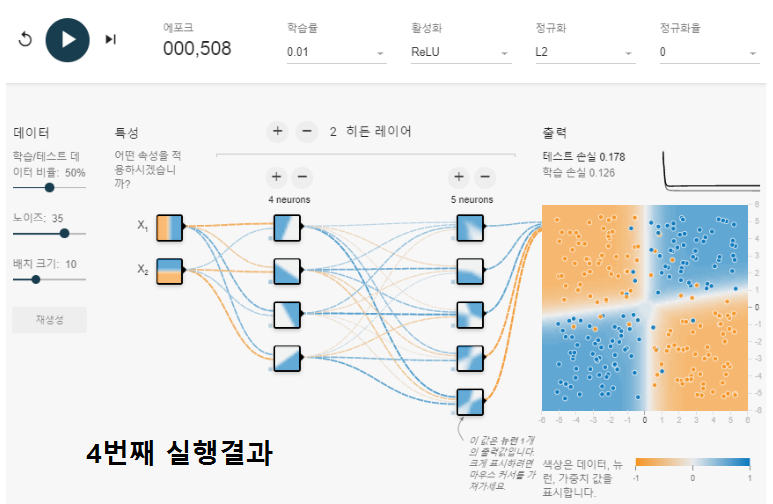 에포크
000,508
학습률
0.01
활성화
ReLU
정규화
L2
정규화율
0
데이터
학습/테스트 데
이터 비율: 50%
노이즈: 35
배치 크기: 10
재생성
특성
어떤 속성을 적
용하시겠습니
까?
X1
X2
+ − 2 히든 레이어
+ −
4 neurons
+ −
5 neurons
이 값은 뉴런 1개
의 출력값입니다.
크게 표시하려면
마우스 커서를 가
져가세요.
출력
테스트 손실 0.178
학습 손실 0.126
6
5
4
3
2
1
0
-1
-2
-3
-4
-5
-6
-6 -5 -4 -3 -2 -1 0 1 2 3 4 5 6
색상은 데이터, 뉴
런, 가중치 값을
표시합니다.
-1 0 1
4번째 실행결과